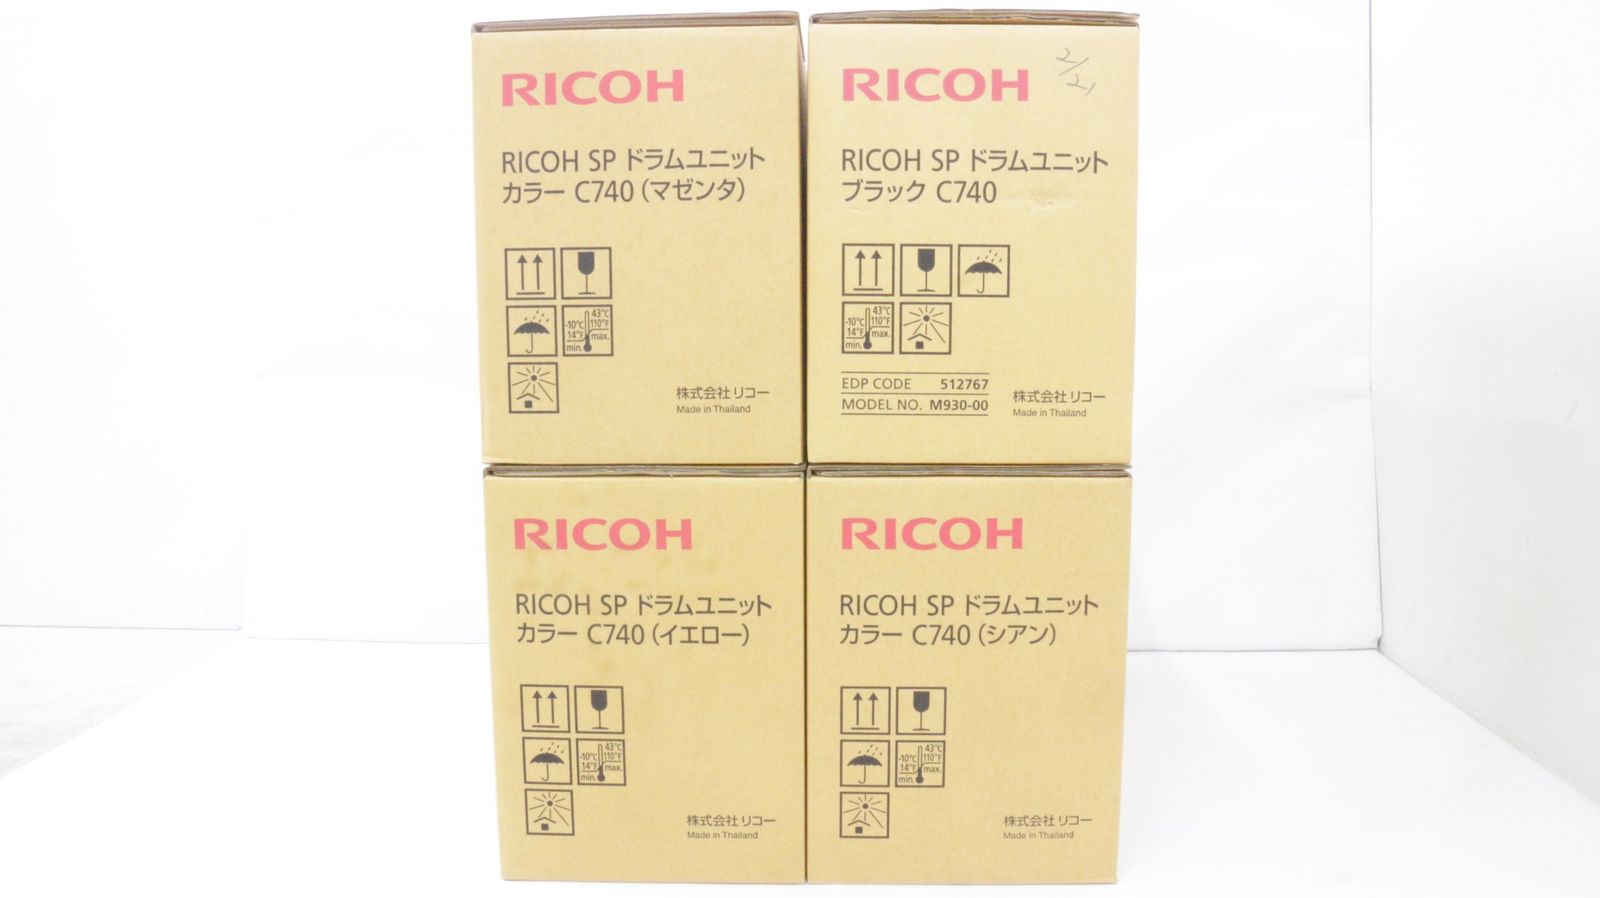 RICOH
RICOH SP ドラムユニット
カラー C740（マゼンタ）
-10°C
14°F
min.
43°C
110°F
max.
株式会社 リコー
Made in Thailand
RICOH
2/21
RICOH SP ドラムユニット
ブラック C740
-10°C
14°F
min.
43°C
110°F
max.
EDP CODE 512767
MODEL NO. M930-00
株式会社 リコー
Made in Thailand
RICOH
RICOH SP ドラムユニット
カラー C740（イエロー）
-10°C
14°F
min.
43°C
110°F
max.
株式会社 リコー
Made in Thailand
RICOH
RICOH SP ドラムユニット
カラー C740（シアン）
-10°C
14°F
min.
43°C
110°F
max.
株式会社 リコー
Made in Thailand